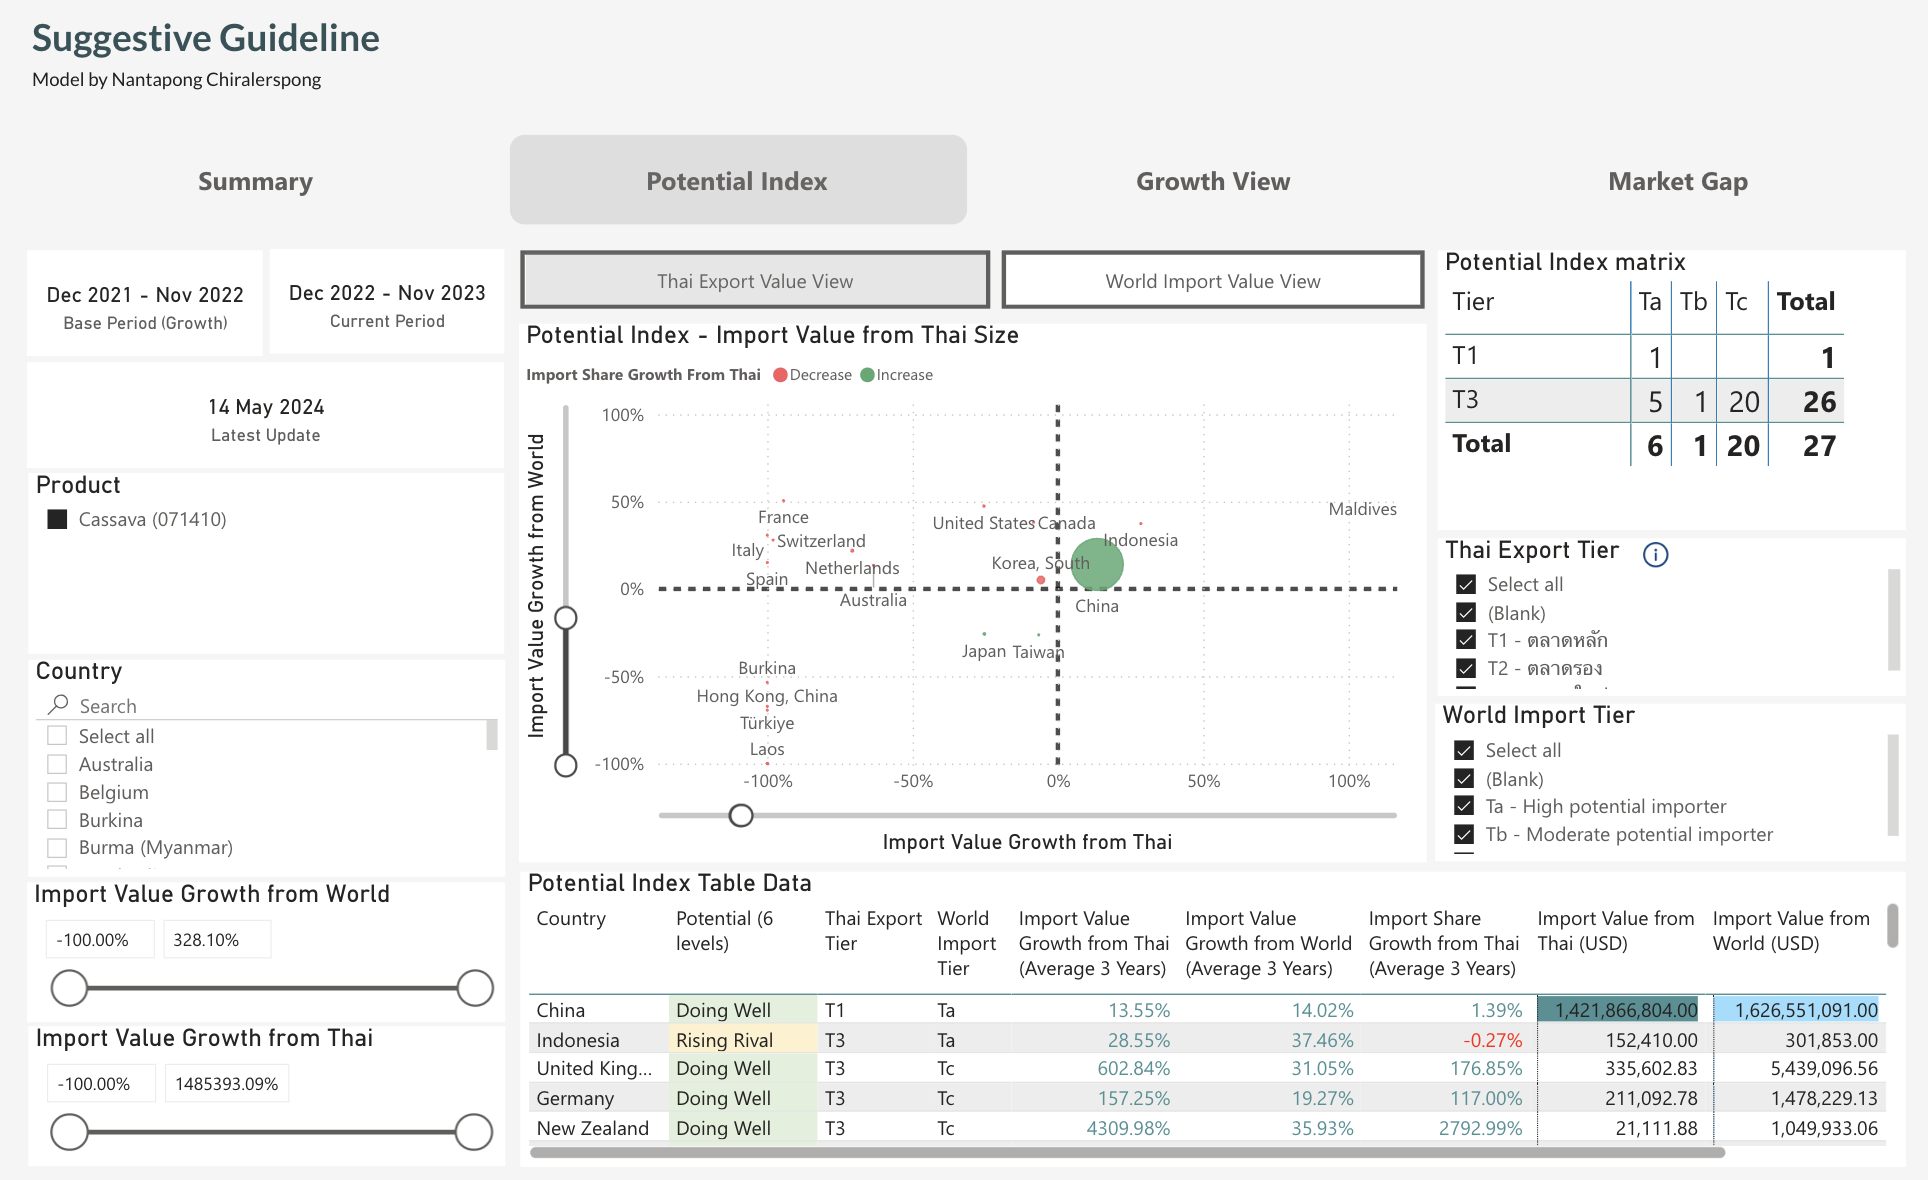 Suggestive Guideline
Model by Nantapong Chiralerspong
Summary
Potential Index
Growth View
Market Gap
Dec 2021 - Nov 2022
Base Period (Growth)
Dec 2022 - Nov 2023
Current Period
14 May 2024
Latest Update
Product
Cassava (071410)
Country
Search
Select all
Australia
Belgium
Burkina
Burma (Myanmar)
Import Value Growth from World
-100.00%
328.10%
Import Value Growth from Thai
-100.00%
1485393.09%
Thai Export Value View
World Import Value View
Potential Index - Import Value from Thai Size
Import Share Growth From Thai
Decrease
Increase
Import Value Growth from World
100%
50%
0%
-50%
-100%
Maldives
France
United States
Canada
Indonesia
Switzerland
Italy
Korea, South
Netherlands
Spain
Australia
China
Japan
Taiwan
Burkina
Hong Kong, China
Türkiye
Laos
-100%
-50%
0%
50%
100%
Import Value Growth from Thai
Potential Index matrix
Tier Ta Tb Tc Total
T1 1 1
T3 5 1 20 26
Total 6 1 20 27
Thai Export Tier
Select all
(Blank)
T1 - ตลาดหลัก
T2 - ตลาดรอง
World Import Tier
Select all
(Blank)
Ta - High potential importer
Tb - Moderate potential importer
Potential Index Table Data
Country Potential (6 Thai Export World Import Value Import Value Import Share Import Value from Import Value from
levels) Tier Import Growth from Thai Growth from World Growth from Thai Thai (USD) World (USD)
Tier (Average 3 Years) (Average 3 Years) (Average 3 Years)
China Doing Well T1 Ta 13.55% 14.02% 1.39% 1,421,866,804.00 1,626,551,091.00
Indonesia Rising Rival T3 Ta 28.55% 37.46% -0.27% 152,410.00 301,853.00
United King... Doing Well T3 Tc 602.84% 31.05% 176.85% 335,602.83 5,439,096.56
Germany Doing Well T3 Tc 157.25% 19.27% 117.00% 211,092.78 1,478,229.13
New Zealand Doing Well T3 Tc 4309.98% 35.93% 2792.99% 21,111.88 1,049,933.06